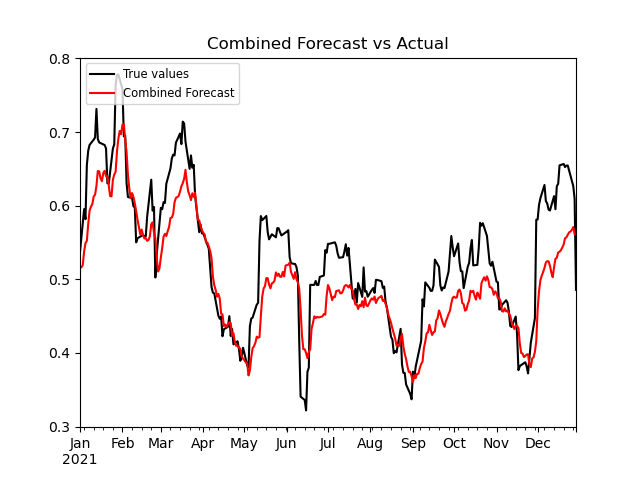 Combined Forecast vs Actual
True values
Combined Forecast
0.8
0.7
0.6
0.5
0.4
0.3
Jan Feb Mar Apr May Jun Jul Aug Sep Oct Nov Dec
2021